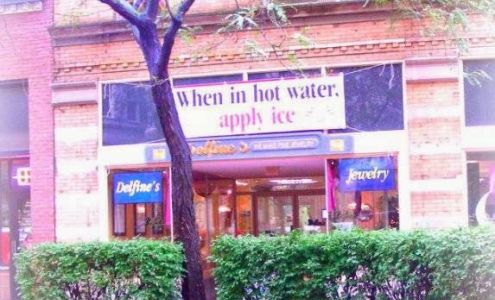 When in hot water,
apply ice
Delfine's
Delfine's
Jewelry